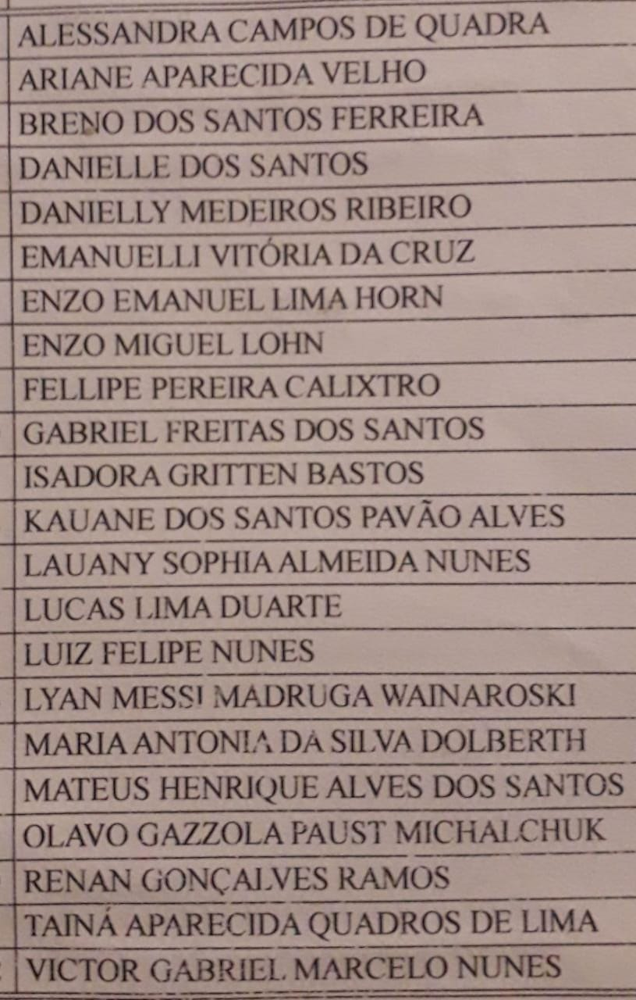 ALESSANDRA CAMPOS DE QUADRA
ARIANE APARECIDA VELHO
BRENO DOS SANTOS FERREIRA
DANIELLE DOS SANTOS
DANIELLY MEDEIROS RIBEIRO
EMANUELLI VITÓRIA DA CRUZ
ENZO EMANUEL LIMA HORN
ENZO MIGUEL LOHN
FELLIPE PEREIRA CALIXTRO
GABRIEL FREITAS DOS SANTOS
ISADORA GRITTEN BASTOS
KAUANE DOS SANTOS PAVÃO ALVES
LAUANY SOPHIA ALMEIDA NUNES
LUCAS LIMA DUARTE
LUIZ FELIPE NUNES
LYAN MESSI MADRUGA WAINAROSKI
MARIA ANTONIA DA SILVA DOLBERTH
MATEUS HENRIQUE ALVES DOS SANTOS
OLAVO GAZZOLA PAUST MICHALCHUK
RENAN GONÇALVES RAMOS
TAINÁ APARECIDA QUADROS DE LIMA
VICTOR GABRIEL MARCELO NUNES